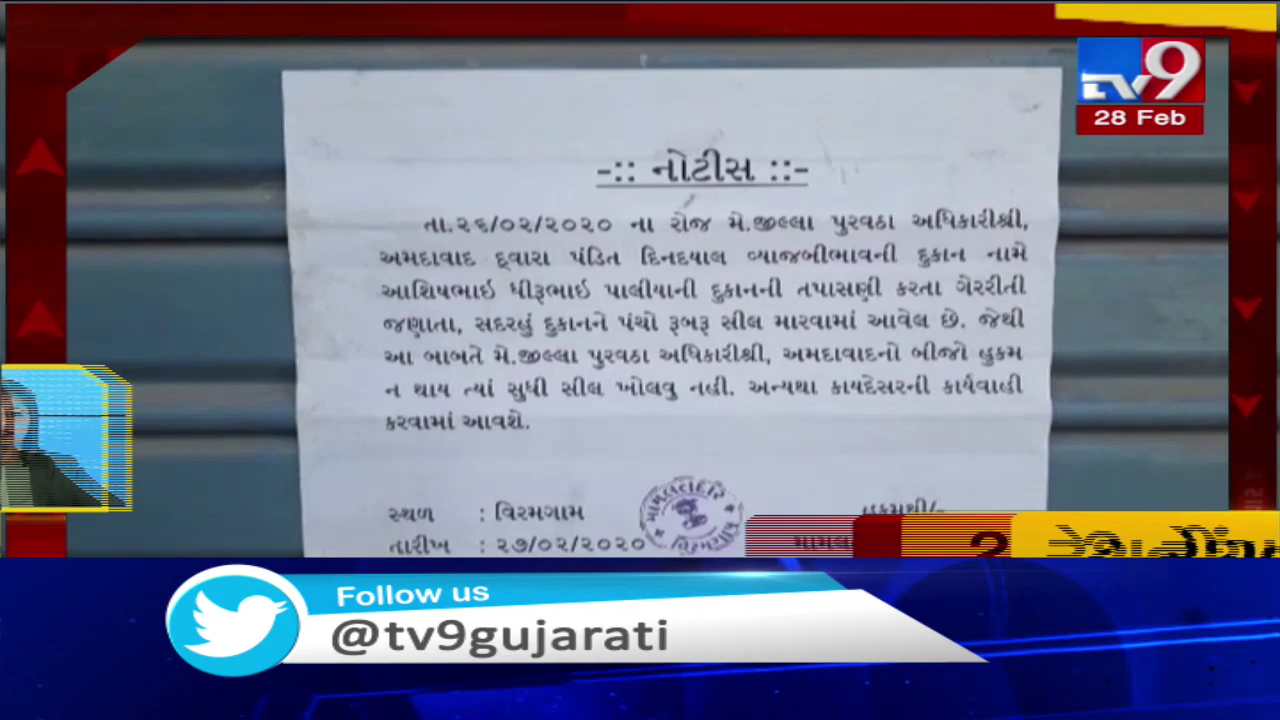 TV9
28 Feb
-:: નોટીસ ::-
તા.૨૬/૦૨/૨૦૨૦ ના રોજ મે.જીલ્લા પુરવઠા અધિકારીશ્રી,
અમદાવાદ દ્વારા પંડિત દિનદયાલ વ્યાજબીભાવની દુકાન નામે
આશિષભાઇ ધીરૂભાઇ પાલીયાની દુકાનની તપાસણી કરતા ગેરરીતી
જણાતા, સદરહું દુકાનને પંચો રૂબરૂ સીલ મારવામાં આવેલ છે. જેથી
આ બાબતે મે.જીલ્લા પુરવઠા અધિકારીશ્રી, અમદાવાદનો બીજો હુકમ
ન થાય ત્યાં સુધી સીલ ખોલવુ નહી. અન્યથા કાયદેસરની કાર્યવાહી
કરવામાં આવશે.
સ્થળ : વિરમગામ
હુકમથી/-
તારીખ : ૨૭/૦૨/૨૦૨૦
મામલતદાર
Follow us
@tv9gujarati